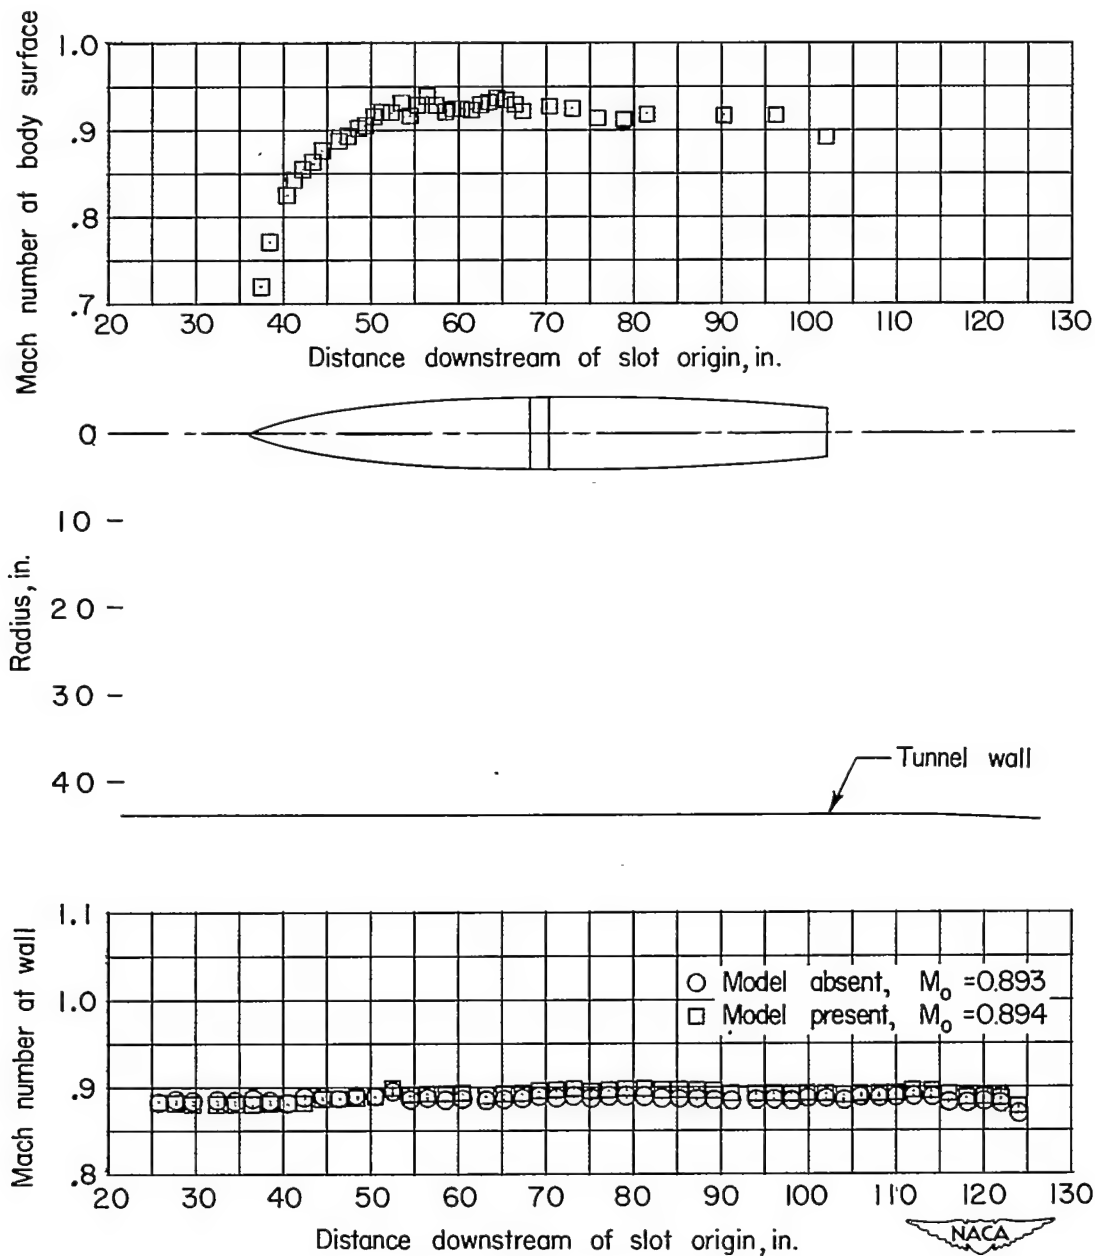 Mach number at body surface
1.0
.9
.8
.7
20 30 40 50 60 70 80 90 100 110 120 130
Distance downstream of slot origin, in.
Radius, in.
0
10
20
30
40
Tunnel wall
Mach number at wall
1.1
1.0
.9
.8
Model absent, Mo =0.893
Model present, Mo =0.894
20 30 40 50 60 70 80 90 100 110 120 130
Distance downstream of slot origin, in.
NACA